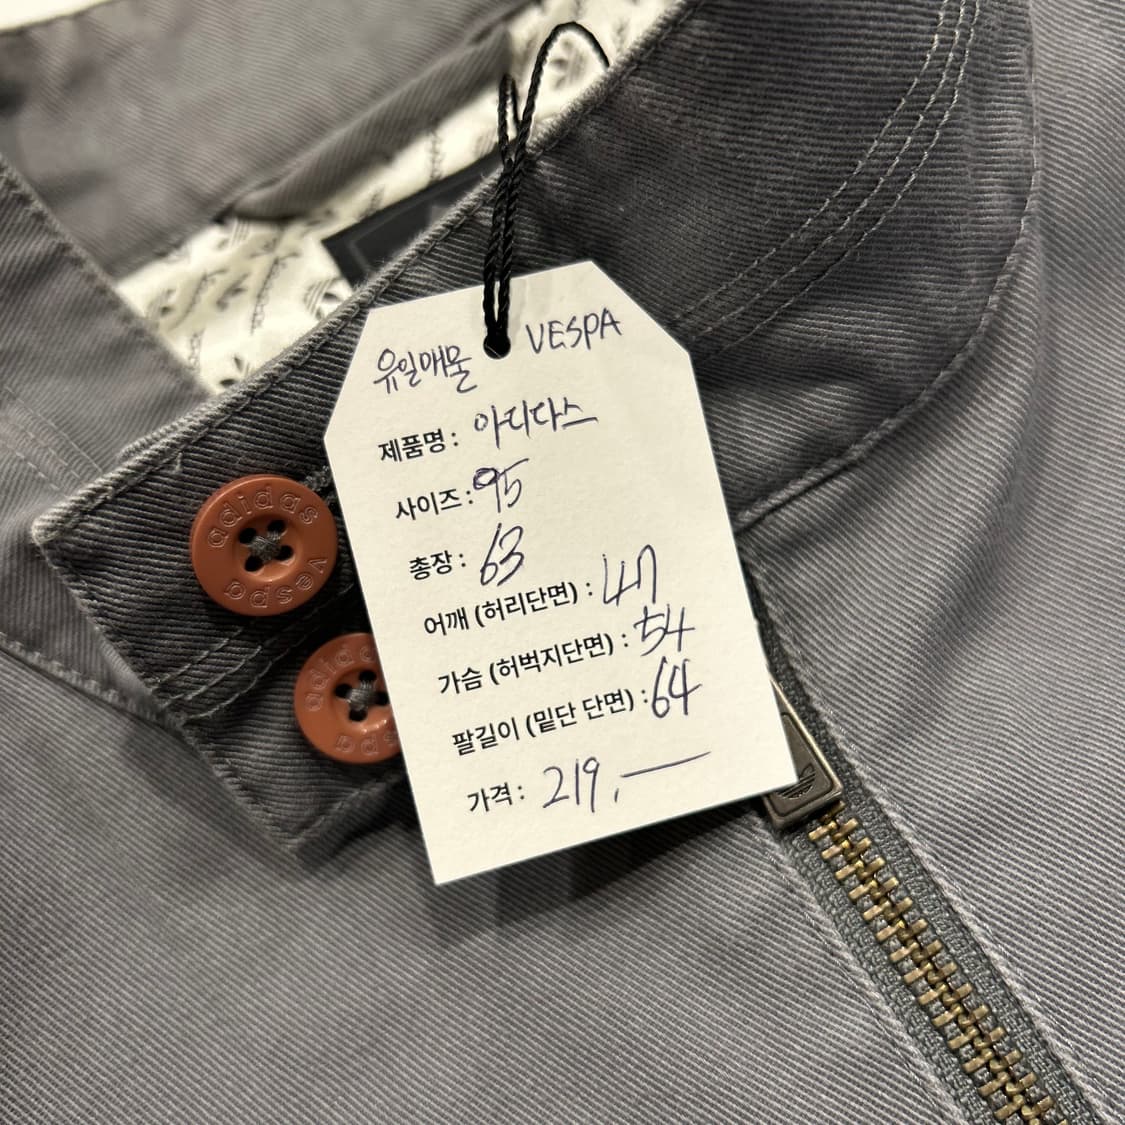 유일매물 VESPA
제품명 : 아디다스
사이즈 : 95
총장 : 63
어깨 (허리단면) : 47
가슴 (허벅지단면) : 54
팔길이 (밑단 단면) : 64
가격 : 219,—
adidas
vespa
adidas
vespa